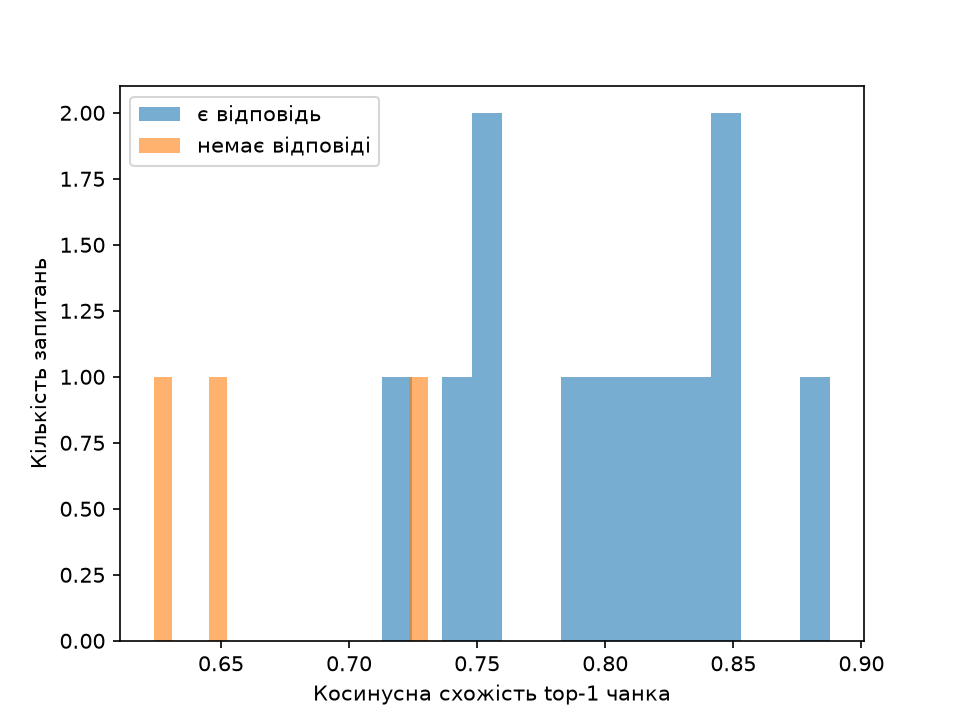 є відповідь
немає відповіді
2.00
1.75
1.50
1.25
1.00
0.75
0.50
0.25
0.00
Кількість запитань
0.65 0.70 0.75 0.80 0.85 0.90
Косинусна схожість top-1 чанка